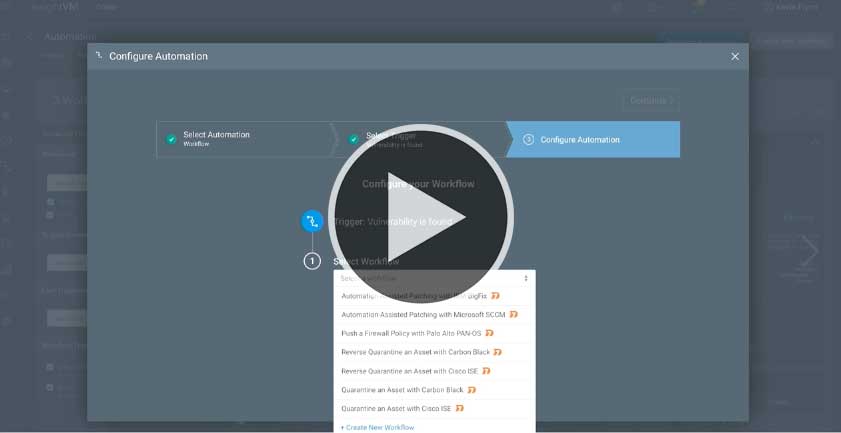 Automation
Configure Automation
Continue
Select Automation
Workflow
Select Trigger
Vulnerability is found
3 Configure Automation
Configure your Workflow
Trigger: Vulnerability is found
1 Select Workflow
Select workflow
Automation-Assisted Patching with IBM BigFix
Automation-Assisted Patching with Microsoft SCCM
Push a Firewall Policy with Palo Alto PAN-OS
Reverse Quarantine an Asset with Carbon Black
Reverse Quarantine an Asset with Cisco ISE
Quarantine an Asset with Carbon Black
Quarantine an Asset with Cisco ISE
+ Create New Workflow